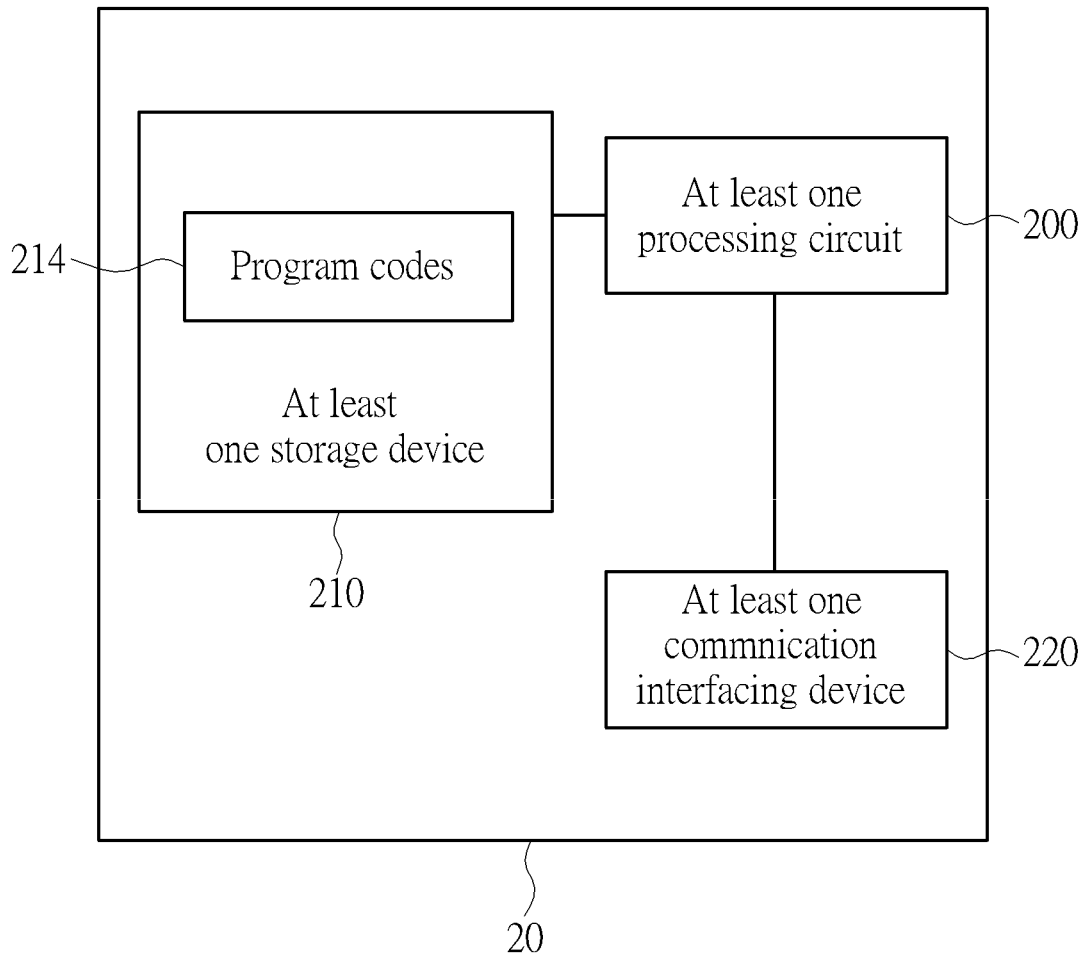 At least one
processing circuit
200
214
Program codes
At least
one storage device
210
At least one
commnication
interfacing device
220
20